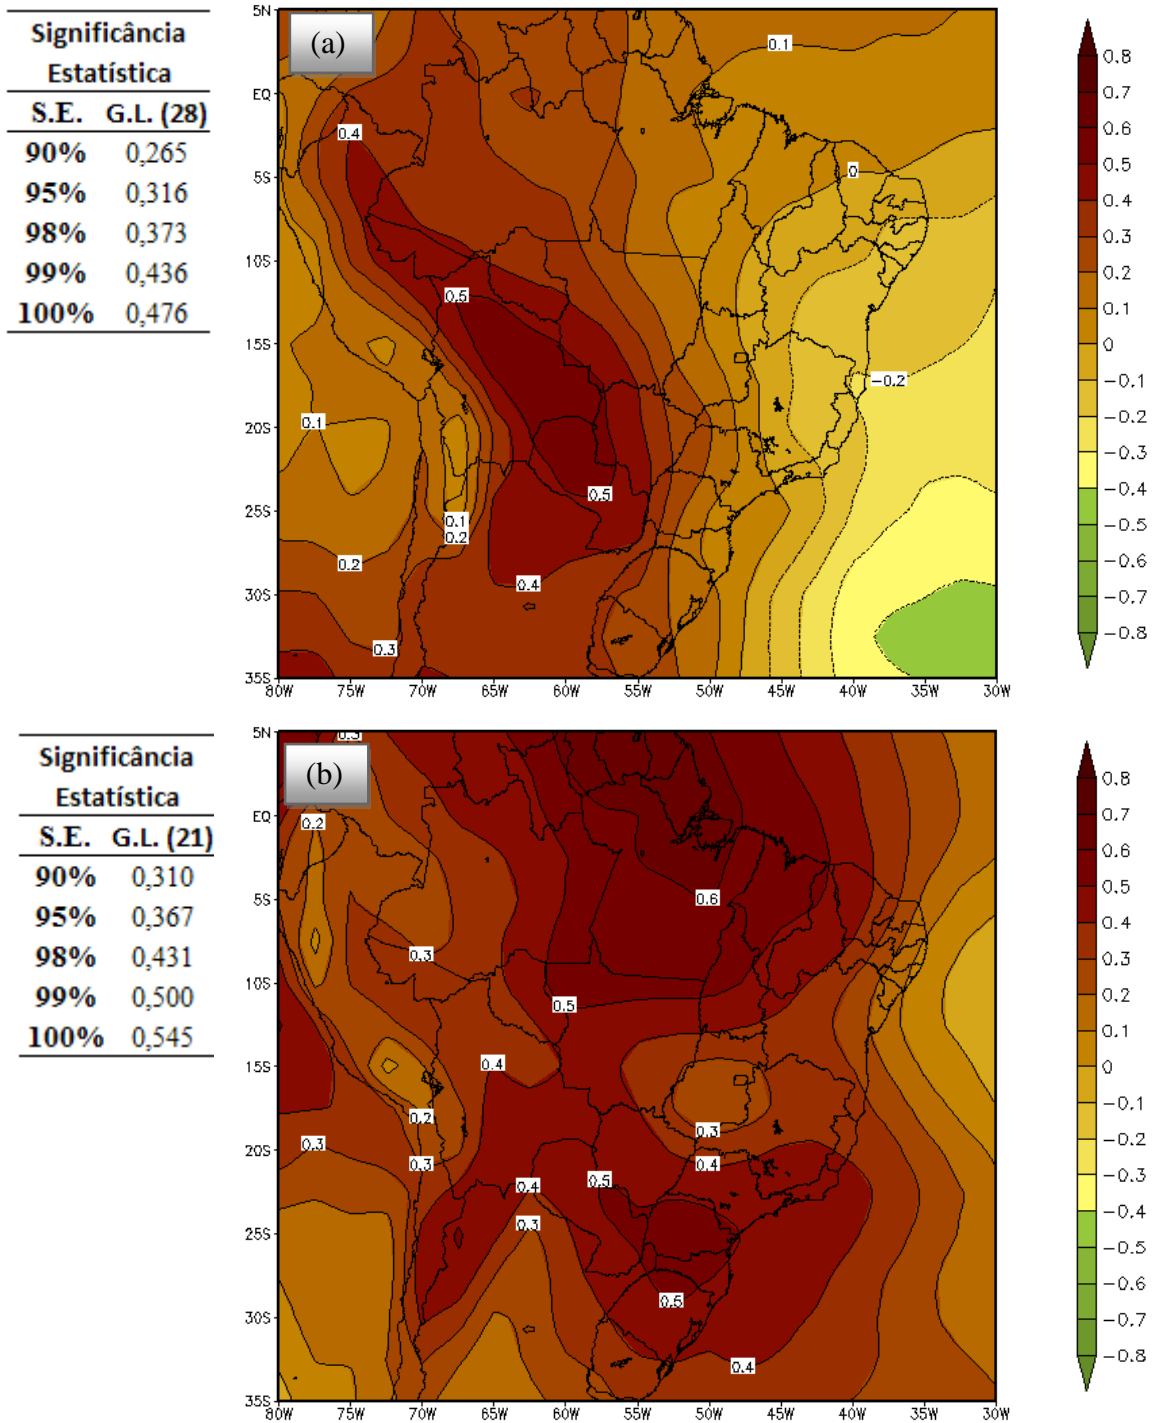 Significância
Estatística
S.E. G.L. (28)
90% 0,265
95% 0,316
98% 0,373
99% 0,436
100% 0,476
(a)
5N
EQ
5S
10S
15S
20S
25S
30S
35S
80W 75W 70W 65W 60W 55W 50W 45W 40W 35W 30W
0.1
0.4
0
0.5
-0.2
0.1
0.5
0.1
0.2
0.2
0.4
0.3
0.8
0.7
0.6
0.5
0.4
0.3
0.2
0.1
0
-0.1
-0.2
-0.3
-0.4
-0.5
-0.6
-0.7
-0.8
Significância
Estatística
S.E. G.L. (21)
90% 0,310
95% 0,367
98% 0,431
99% 0,500
100% 0,545
(b)
5N
EQ
5S
10S
15S
20S
25S
30S
35S
80W 75W 70W 65W 60W 55W 50W 45W 40W 35W 30W
0.3
0.2
0.6
0.3
0.5
0.4
0.2
0.3
0.3
0.3
0.4
0.5
0.4
0.3
0.5
0.4
0.8
0.7
0.6
0.5
0.4
0.3
0.2
0.1
0
-0.1
-0.2
-0.3
-0.4
-0.5
-0.6
-0.7
-0.8